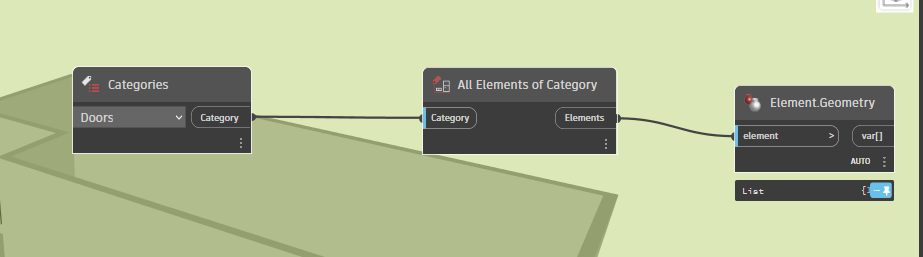 Categories
Doors
Category
All Elements of Category
Category
Elements
Element.Geometry
element >
var[]
AUTO
List